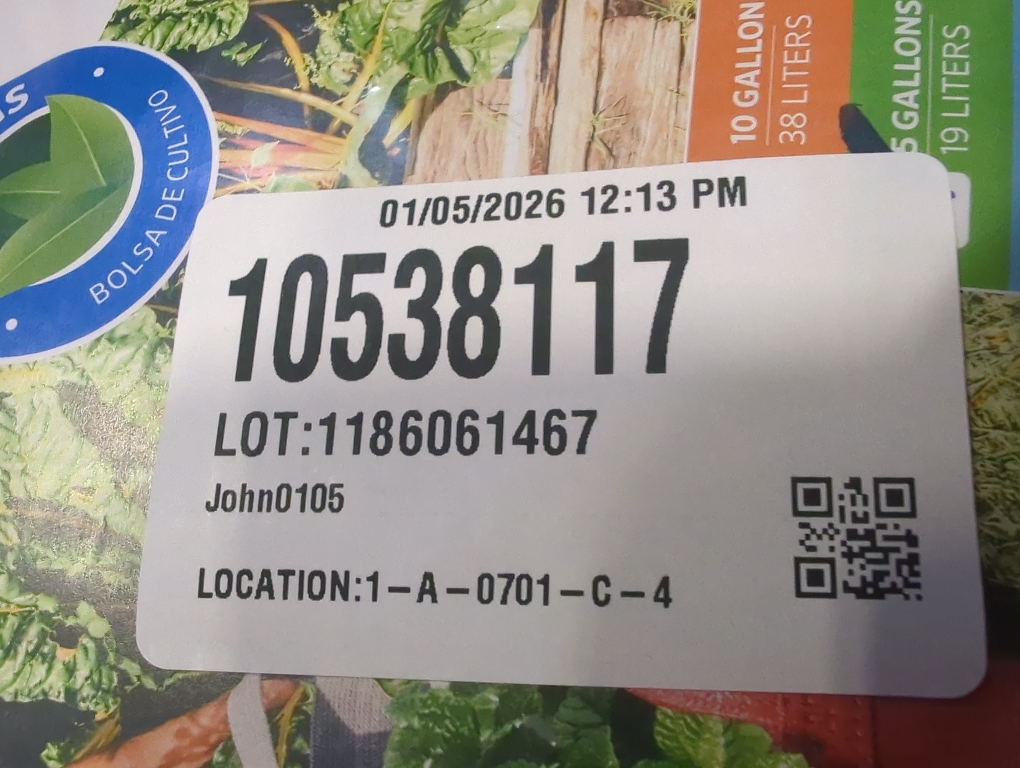 BOLSA DE CULTIVO
10 GALLON
38 LITERS
5 GALLONS
19 LITERS
01/05/2026 12:13 PM
10538117
LOT:1186061467
John0105
LOCATION:1-A-0701-C-4